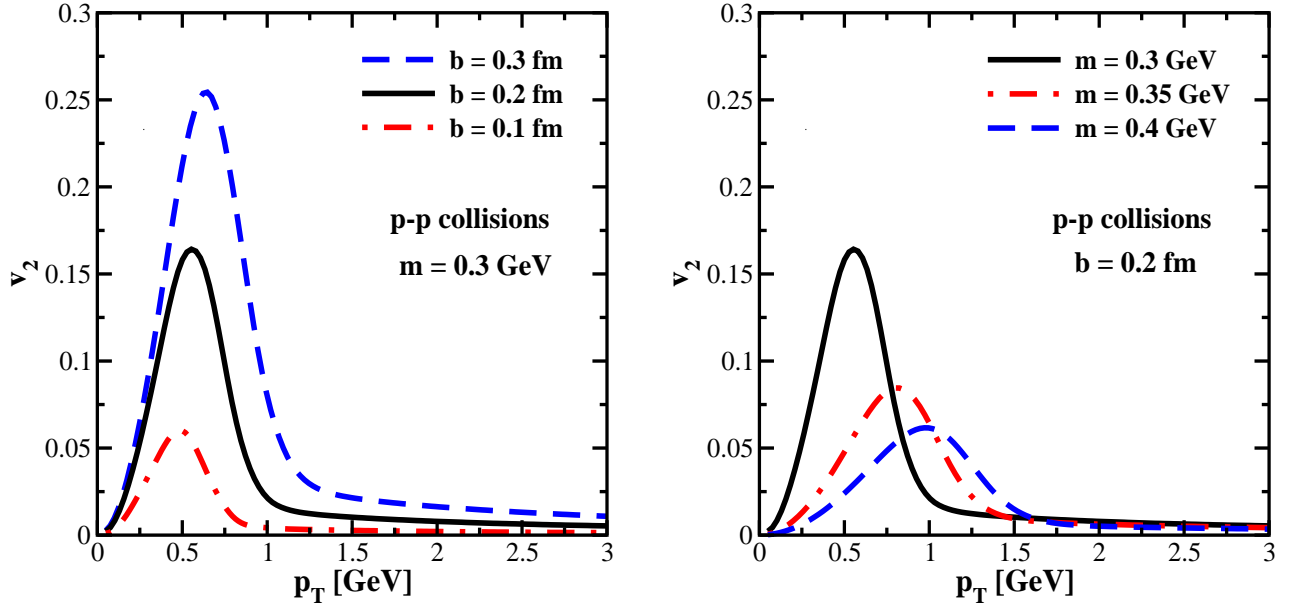 0.3
0.25
0.2
0.15
0.1
0.05
0
v2
b = 0.3 fm
b = 0.2 fm
b = 0.1 fm
p-p collisions
m = 0.3 GeV
0 0.5 1 1.5 2 2.5 3
pT [GeV]
0.3
0.25
0.2
0.15
0.1
0.05
0
v2
m = 0.3 GeV
m = 0.35 GeV
m = 0.4 GeV
p-p collisions
b = 0.2 fm
0 0.5 1 1.5 2 2.5 3
pT [GeV]